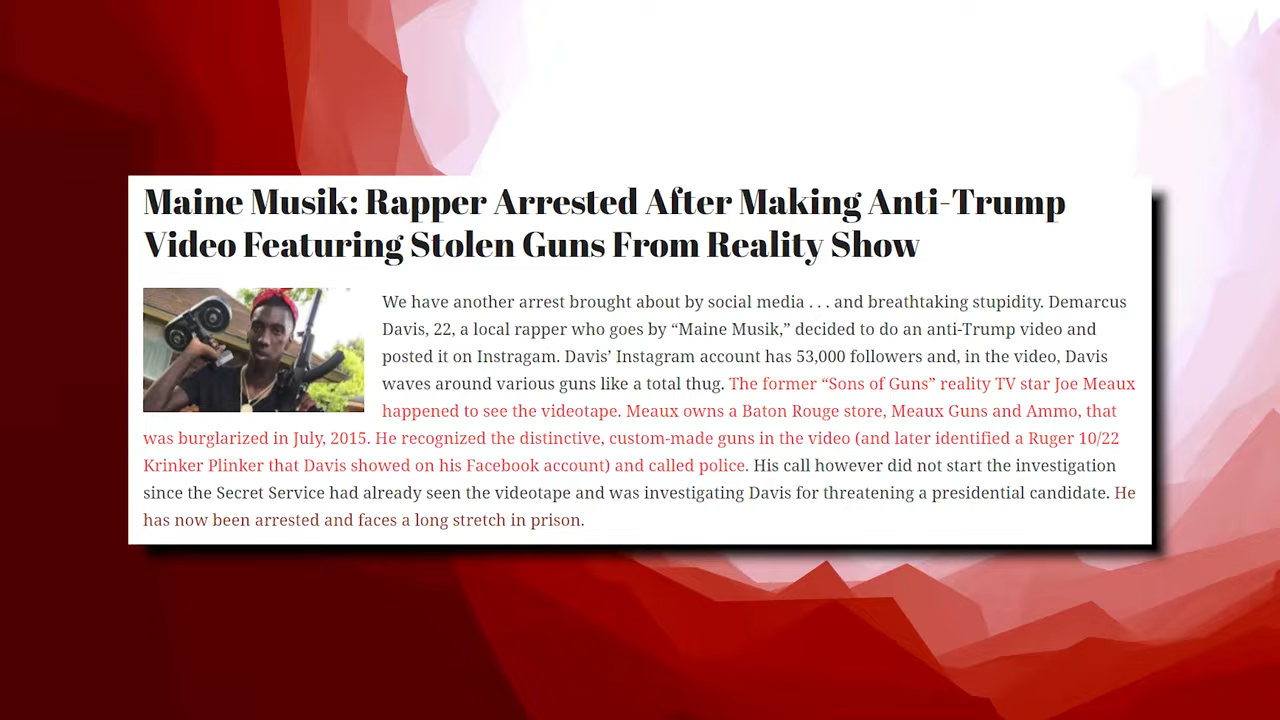 Maine Musik: Rapper Arrested After Making Anti-Trump
Video Featuring Stolen Guns From Reality Show
We have another arrest brought about by social media . . . and breathtaking stupidity. Demarcus
Davis, 22, a local rapper who goes by “Maine Musik,” decided to do an anti-Trump video and
posted it on Instragam. Davis’ Instagram account has 53,000 followers and, in the video, Davis
waves around various guns like a total thug. The former “Sons of Guns” reality TV star Joe Meaux
happened to see the videotape. Meaux owns a Baton Rouge store, Meaux Guns and Ammo, that
was burglarized in July, 2015. He recognized the distinctive, custom-made guns in the video (and later identified a Ruger 10/22
Krinker Plinker that Davis showed on his Facebook account) and called police. His call however did not start the investigation
since the Secret Service had already seen the videotape and was investigating Davis for threatening a presidential candidate. He
has now been arrested and faces a long stretch in prison.